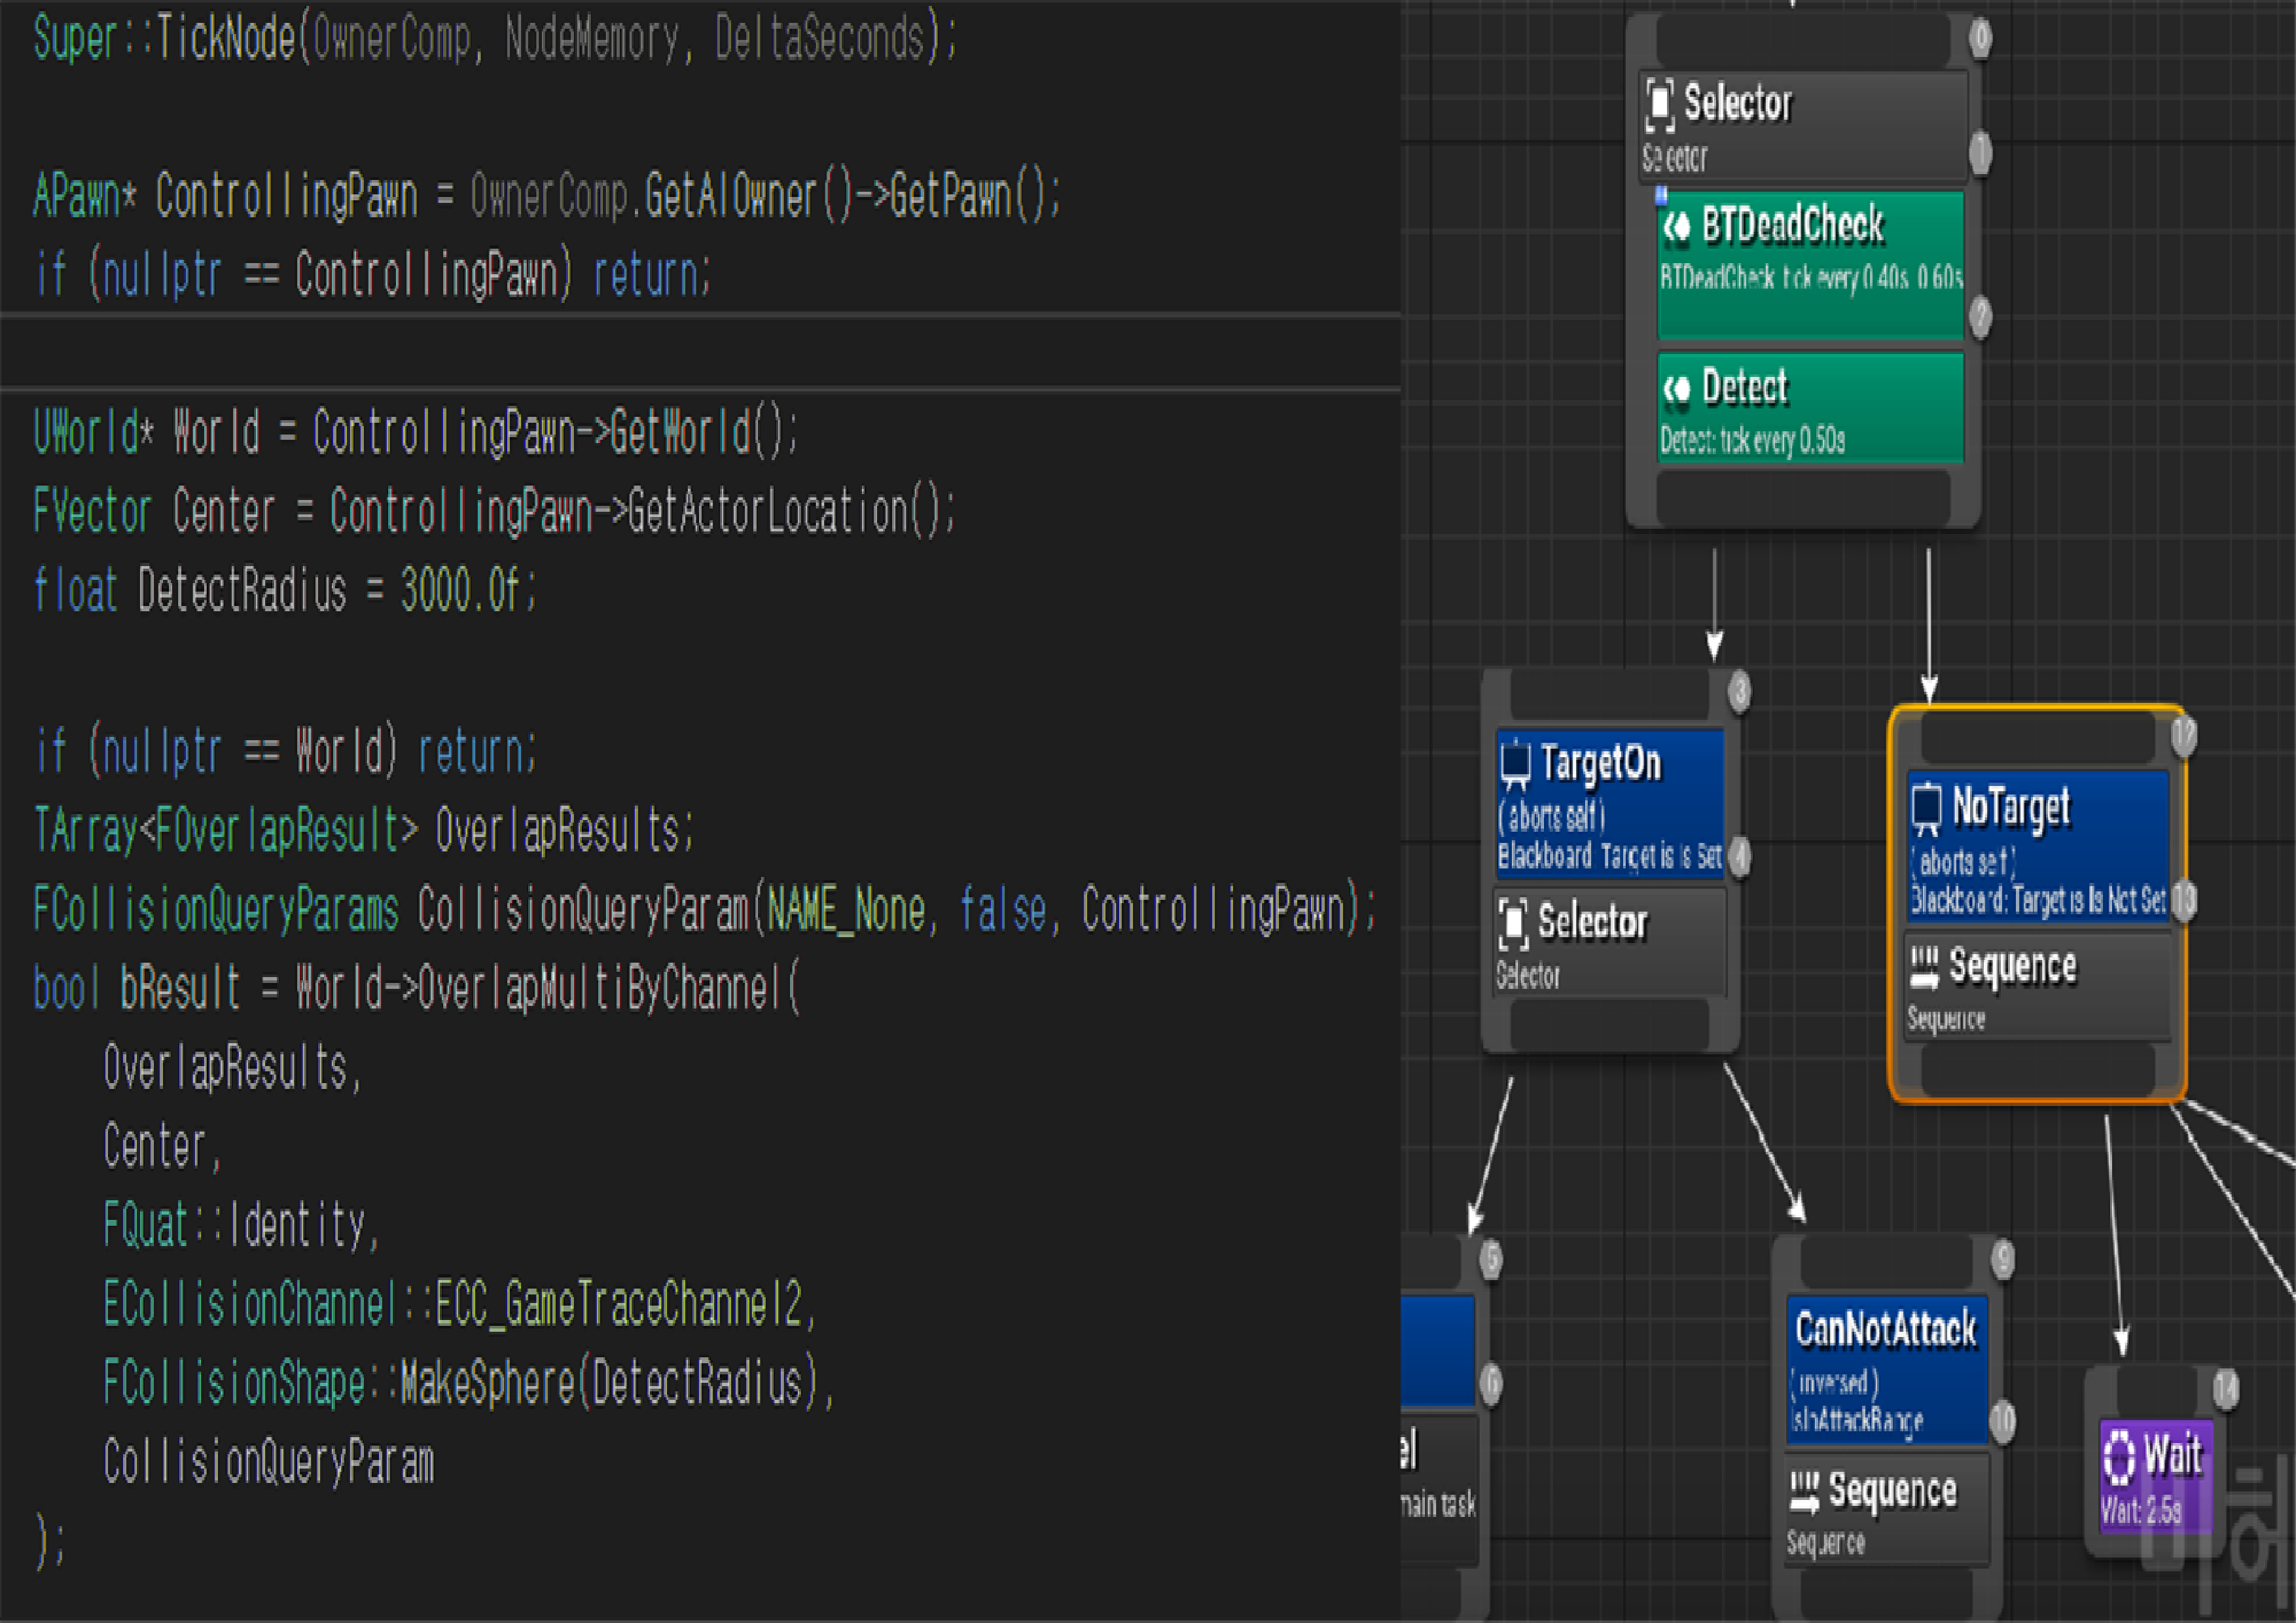 Super::TickNode(OwnerComp, NodeMemory, DeltaSeconds);
APawn* ControllingPawn = OwnerComp.GetAIOwner()->GetPawn();
if (nullptr == ControllingPawn) return;
UWorld* World = ControllingPawn->GetWorld();
FVector Center = ControllingPawn->GetActorLocation();
float DetectRadius = 3000.0f;
if (nullptr == World) return;
TArray<FOverlapResult> OverlapResults;
FCollisionQueryParams CollisionQueryParam(NAME_None, false, ControllingPawn);
bool bResult = World->OverlapMultiByChannel(
OverlapResults,
Center,
FQuat::Identity,
ECollisionChannel::ECC_GameTraceChannel2,
FCollisionShape::MakeSphere(DetectRadius),
CollisionQueryParam
);
0
Selector
Selector
1
BTDeadCheck
BTDeadCheck: tick every 0.40s..0.60s
2
Detect
Detect: tick every 0.50s
3
TargetOn
( aborts self )
Blackboard: Target is Is Set
4
Selector
Selector
12
NoTarget
( aborts self )
Blackboard: Target is Is Not Set
13
Sequence
Sequence
5
6
el
main task
9
CanNotAttack
( inversed )
IsInAttackRange
10
Sequence
Sequence
14
Wait
Wait: 2.5s